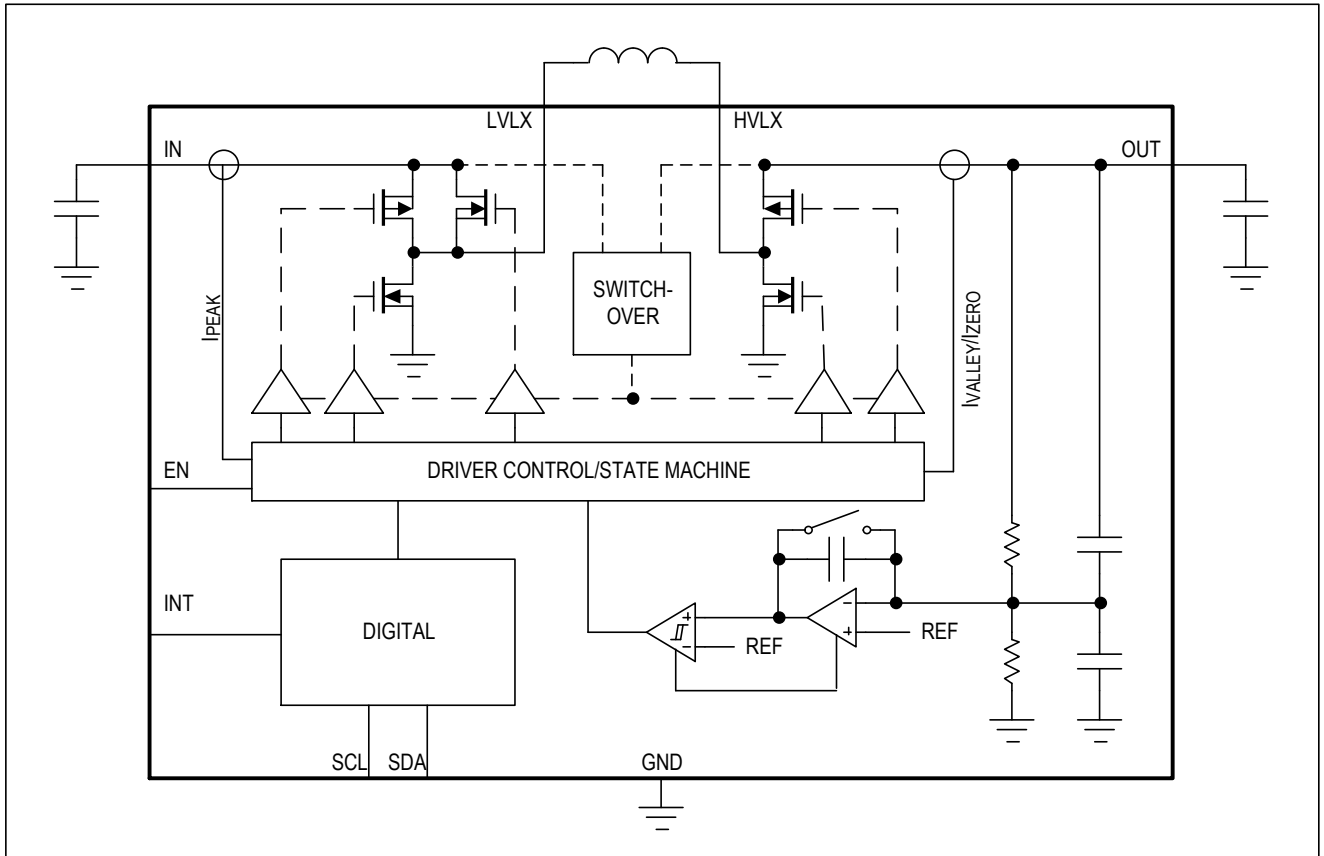 LVLX
HVLX
IN
OUT
SWITCH-
OVER
IPEAK
IVALLEY/IZERO
EN
DRIVER CONTROL/STATE MACHINE
INT
DIGITAL
+
-
REF
-
+
REF
SCL
SDA
GND